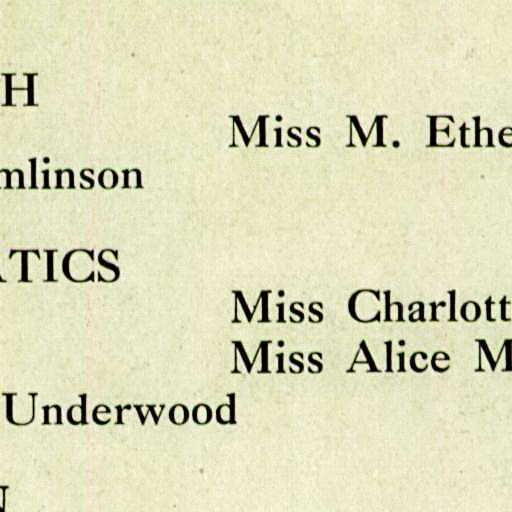 H
Miss M. Ethe
mlinson
ATICS
Miss Charlott
Miss Alice M
Underwood
N